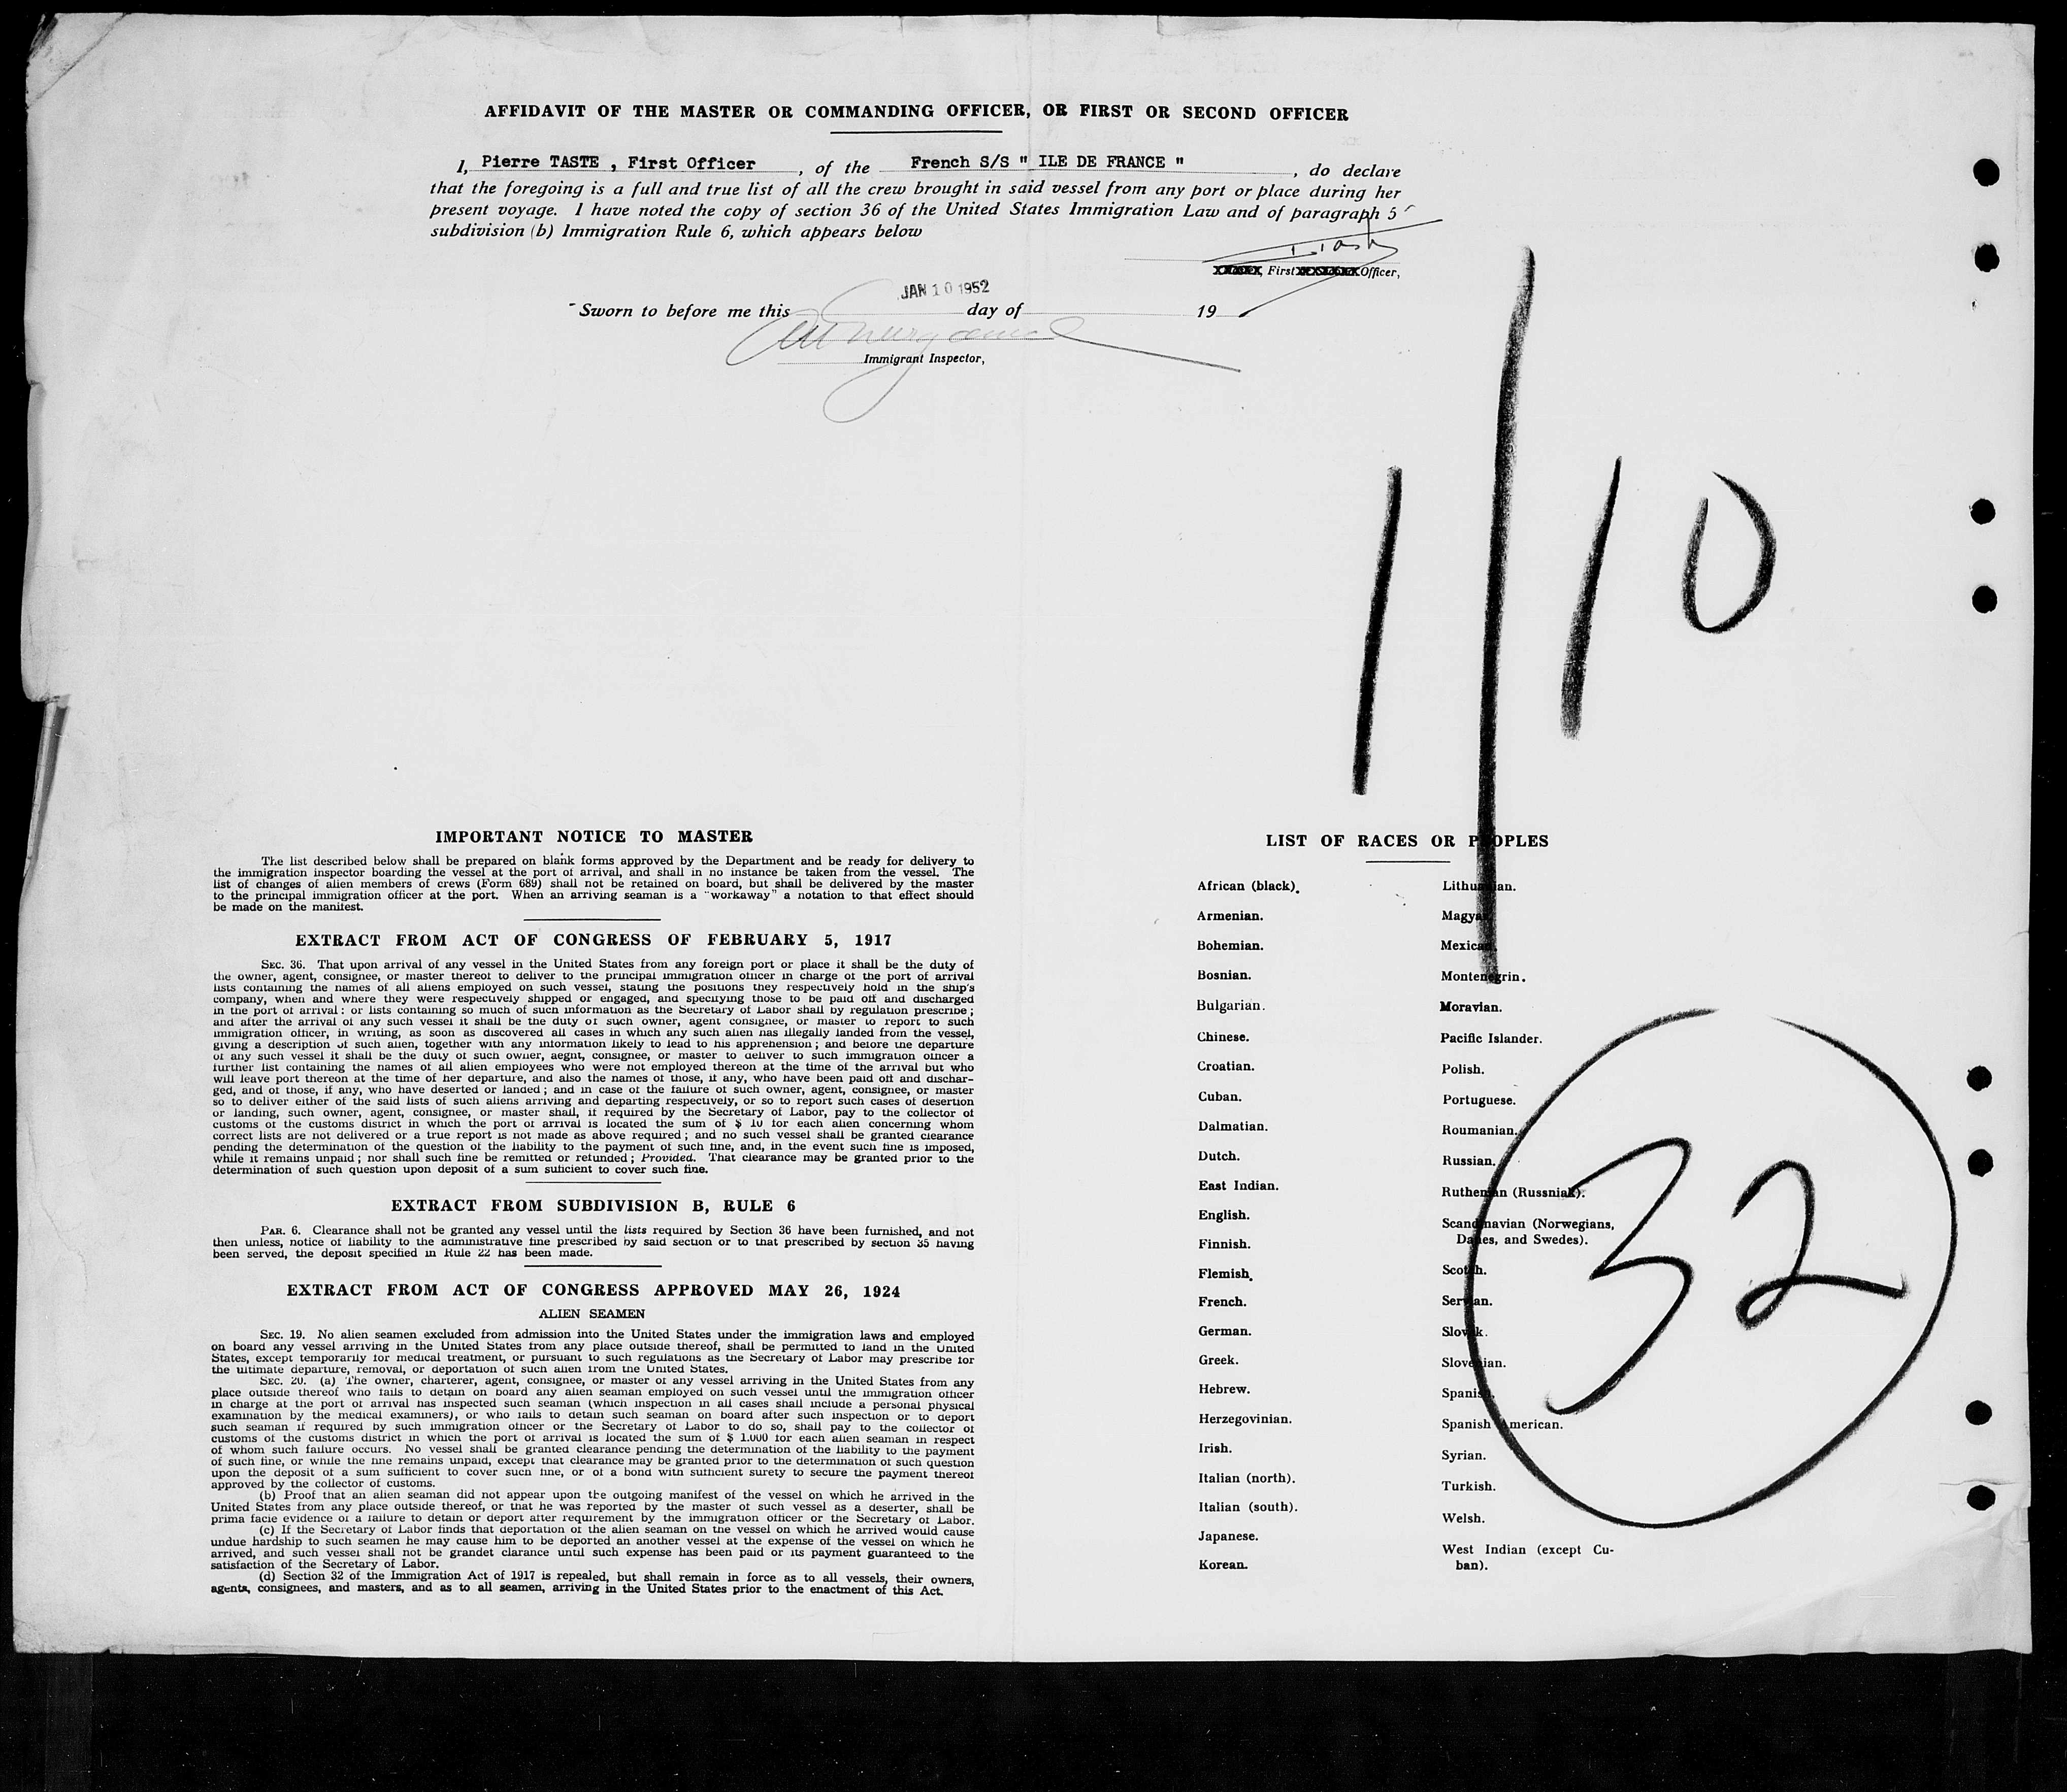 AFFIDAVIT OF THE MASTER OR COMMANDING OFFICER, OR FIRST OR SECOND OFFICER
I, Pierre TASTE , First Officer , of the French S/S " ILE DE FRANCE " , do declare
that the foregoing is a full and true list of all the crew brought in said vessel from any port or place during her
present voyage. I have noted the copy of section 36 of the United States Immigration Law and of paragraph 5
subdivision (b) Immigration Rule 6, which appears below
First Officer,
JAN 10 1952
Sworn to before me this day of 19
Immigrant Inspector,
1/10
IMPORTANT NOTICE TO MASTER
The list described below shall be prepared on blank forms approved by the Department and be ready for delivery to
the immigration inspector boarding the vessel at the port of arrival, and shall in no instance be taken from the vessel. The
list of changes of alien members of crews (Form 689) shall not be retained on board, but shall be delivered by the master
to the principal immigration officer at the port. When an arriving seaman is a "workaway" a notation to that effect should
be made on the manifest.
EXTRACT FROM ACT OF CONGRESS OF FEBRUARY 5, 1917
SEC. 36. That upon arrival of any vessel in the United States from any foreign port or place it shall be the duty of
the owner, agent, consignee, or master thereot to deliver to the principal immigration officer in charge of the port of arrival
lists containing the names of all aliens employed on such vessel, stating the positions they respectively hold in the ship's
company, when and where they were respectively shipped or engaged, and specifying those to be paid off and discharged
in the port of arrival : or lists containing so much of such information as the Secretary of Labor shall by regulation prescribe ;
and after the arrival of any such vessel it shall be the duty of such owner, agent consignee, or master to report to such
immigration officer, in writing, as soon as discovered all cases in which any such alien has illegally landed from the vessel,
giving a description of such alien, together with any information likely to lead to his apprehension ; and before the departure
of any such vessel it shall be the duty of such owner, aegnt, consignee, or master to deliver to such immigration officer a
further list containing the names of all alien employees who were not employed thereon at the time of the arrival but who
will leave port thereon at the time of her departure, and also the names of those, if any, who have been paid off and dischar-
ged, and of those, if any, who have deserted or landed ; and in case of the failure of such owner, agent, consignee, or master
so to deliver either of the said lists of such aliens arriving and departing respectively, or so to report such cases of desertion
or landing, such owner, agent, consignee, or master shall, if required by the Secretary of Labor, pay to the collector of
customs of the customs district in which the port of arrival is located the sum of $ 10 for each alien concerning whom
correct lists are not delivered or a true report is not made as above required ; and no such vessel shall be granted clearance
pending the determination of the question of the liability to the payment of such fine, and, in the event such fine is imposed,
while it remains unpaid ; nor shall such fine be remitted or refunded ; Provided. That clearance may be granted prior to the
determination of such question upon deposit of a sum suficient to cover such fine.
EXTRACT FROM SUBDIVISION B, RULE 6
PAR. 6. Clearance shall not be granted any vessel until the lists required by Section 36 have been furnished, and not
then unless, notice of liability to the administrative fine prescribed by said section or to that prescribed by section 35 having
been served, the deposit specified in Rule 22 has been made.
EXTRACT FROM ACT OF CONGRESS APPROVED MAY 26, 1924
ALIEN SEAMEN
SEC. 19. No alien seamen excluded from admission into the United States under the immigration laws and employed
on board any vessel arriving in the United States from any place outside thereof, shall be permitted to land in the United
States, except temporarily for medical treatment, or pursuant to such regulations as the Secretary of Labor may prescribe for
the ultimate departure, removal, or deportation of such alien from the United States.
SEC. 20. (a) The owner, charterer, agent, consignee, or master of any vessel arriving in the United States from any
place outside thereof who fails to detain on board any alien seaman employed on such vessel until the immigration officer
in charge at the port of arrival has inspected such seaman (which inspection in all cases shall include a personal physical
examination by the medical examiners), or who fails to detain such seaman on board after such inspection or to deport
such seaman if required by such immigration officer or the Secretary of Labor to do so, shall pay to the collector of
customs of the customs district in which the port of arrival is located the sum of $ 1.000 for each alien seaman in respect
of whom such failure occurs. No vessel shall be granted clearance pending the determination of the liability to the payment
of such fine, or while the fine remains unpaid, except that clearance may be granted prior to the determination of such question
upon the deposit of a sum sufficient to cover such fine, or of a bond with sufficient surety to secure the payment thereof
approved by the collector of customs.
(b) Proof that an alien seaman did not appear upon the outgoing manifest of the vessel on which he arrived in the
United States from any place outside thereof, or that he was reported by the master of such vessel as a deserter, shall be
prima facie evidence of a failure to detain or deport after requirement by the immigration officer or the Secretary of Labor.
(c) If the Secretary of Labor finds that deportation of the alien seaman on the vessel on which he arrived would cause
undue hardship to such seamen he may cause him to be deported an another vessel at the expense of the vessel on which he
arrived, and such vessel shall not be grandet clarance until such expense has been paid or its payment guaranteed to the
satisfaction of the Secretary of Labor.
(d) Section 32 of the Immigration Act of 1917 is repealed, but shall remain in force as to all vessels, their owners,
agents, consignees, and masters, and as to all seamen, arriving in the United States prior to the enactment of this Act.
LIST OF RACES OR PEOPLES
African (black).
Armenian.
Bohemian.
Bosnian.
Bulgarian.
Chinese.
Croatian.
Cuban.
Dalmatian.
Dutch.
East Indian.
English.
Finnish.
Flemish.
French.
German.
Greek.
Hebrew.
Herzegovinian.
Irish.
Italian (north).
Italian (south).
Japanese.
Korean.
Lithuanian.
Magyar.
Mexican.
Montenegrin.
Moravian.
Pacific Islander.
Polish.
Portuguese.
Roumanian.
Russian.
Ruthenian (Russniak).
Scandinavian (Norwegians,
Danes, and Swedes).
Scotch.
Servian.
Slovak.
Slovenian.
Spanish.
Spanish American.
Syrian.
Turkish.
Welsh.
West Indian (except Cu-
ban).
32